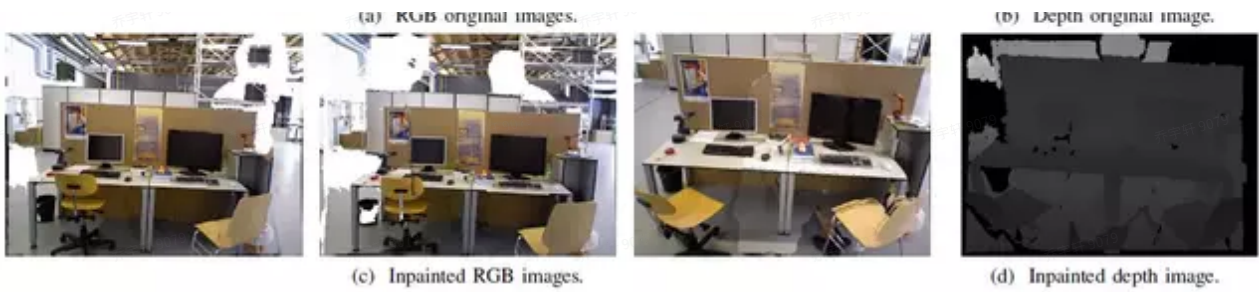 (a) RGB original images.
(b) Depth original image.
(c) Inpainted RGB images.
(d) Inpainted depth image.